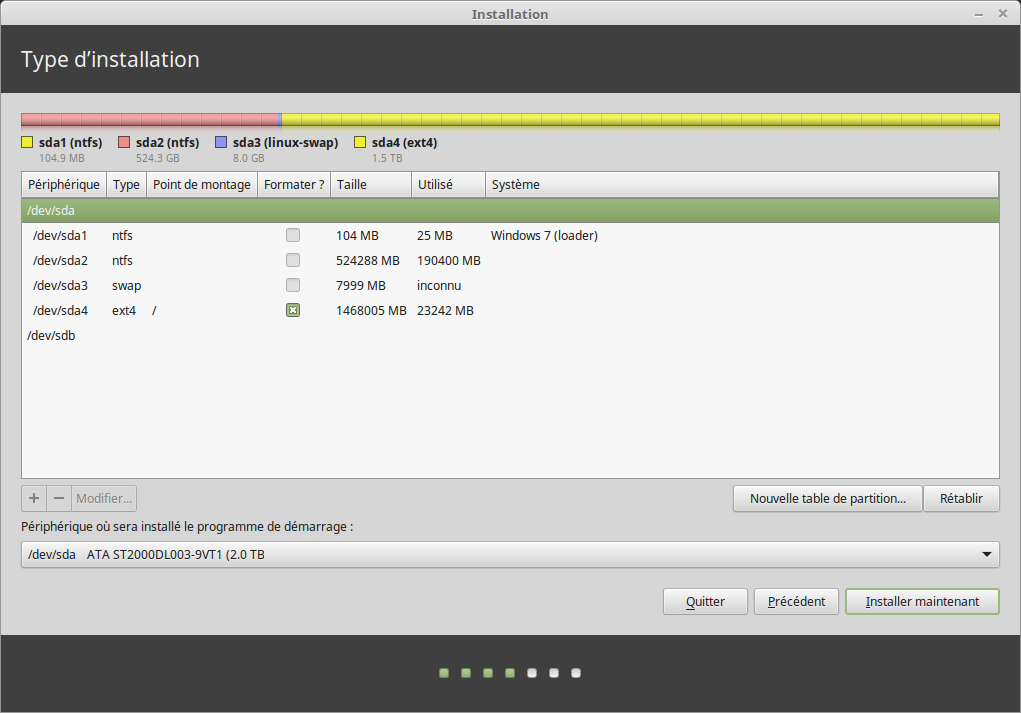 Installation
Type d’installation
sda1 (ntfs) sda2 (ntfs) sda3 (linux-swap) sda4 (ext4)
104.9 MB 524.3 GB 8.0 GB 1.5 TB
Périphérique Type Point de montage Formater ? Taille Utilisé Système
/dev/sda
/dev/sda1 ntfs 104 MB 25 MB Windows 7 (loader)
/dev/sda2 ntfs 524288 MB 190400 MB
/dev/sda3 swap 7999 MB inconnu
/dev/sda4 ext4 / 1468005 MB 23242 MB
/dev/sdb
+ − Modifier... Nouvelle table de partition... Rétablir
Périphérique où sera installé le programme de démarrage :
/dev/sda ATA ST2000DL003-9VT1 (2.0 TB
Quitter Précédent Installer maintenant